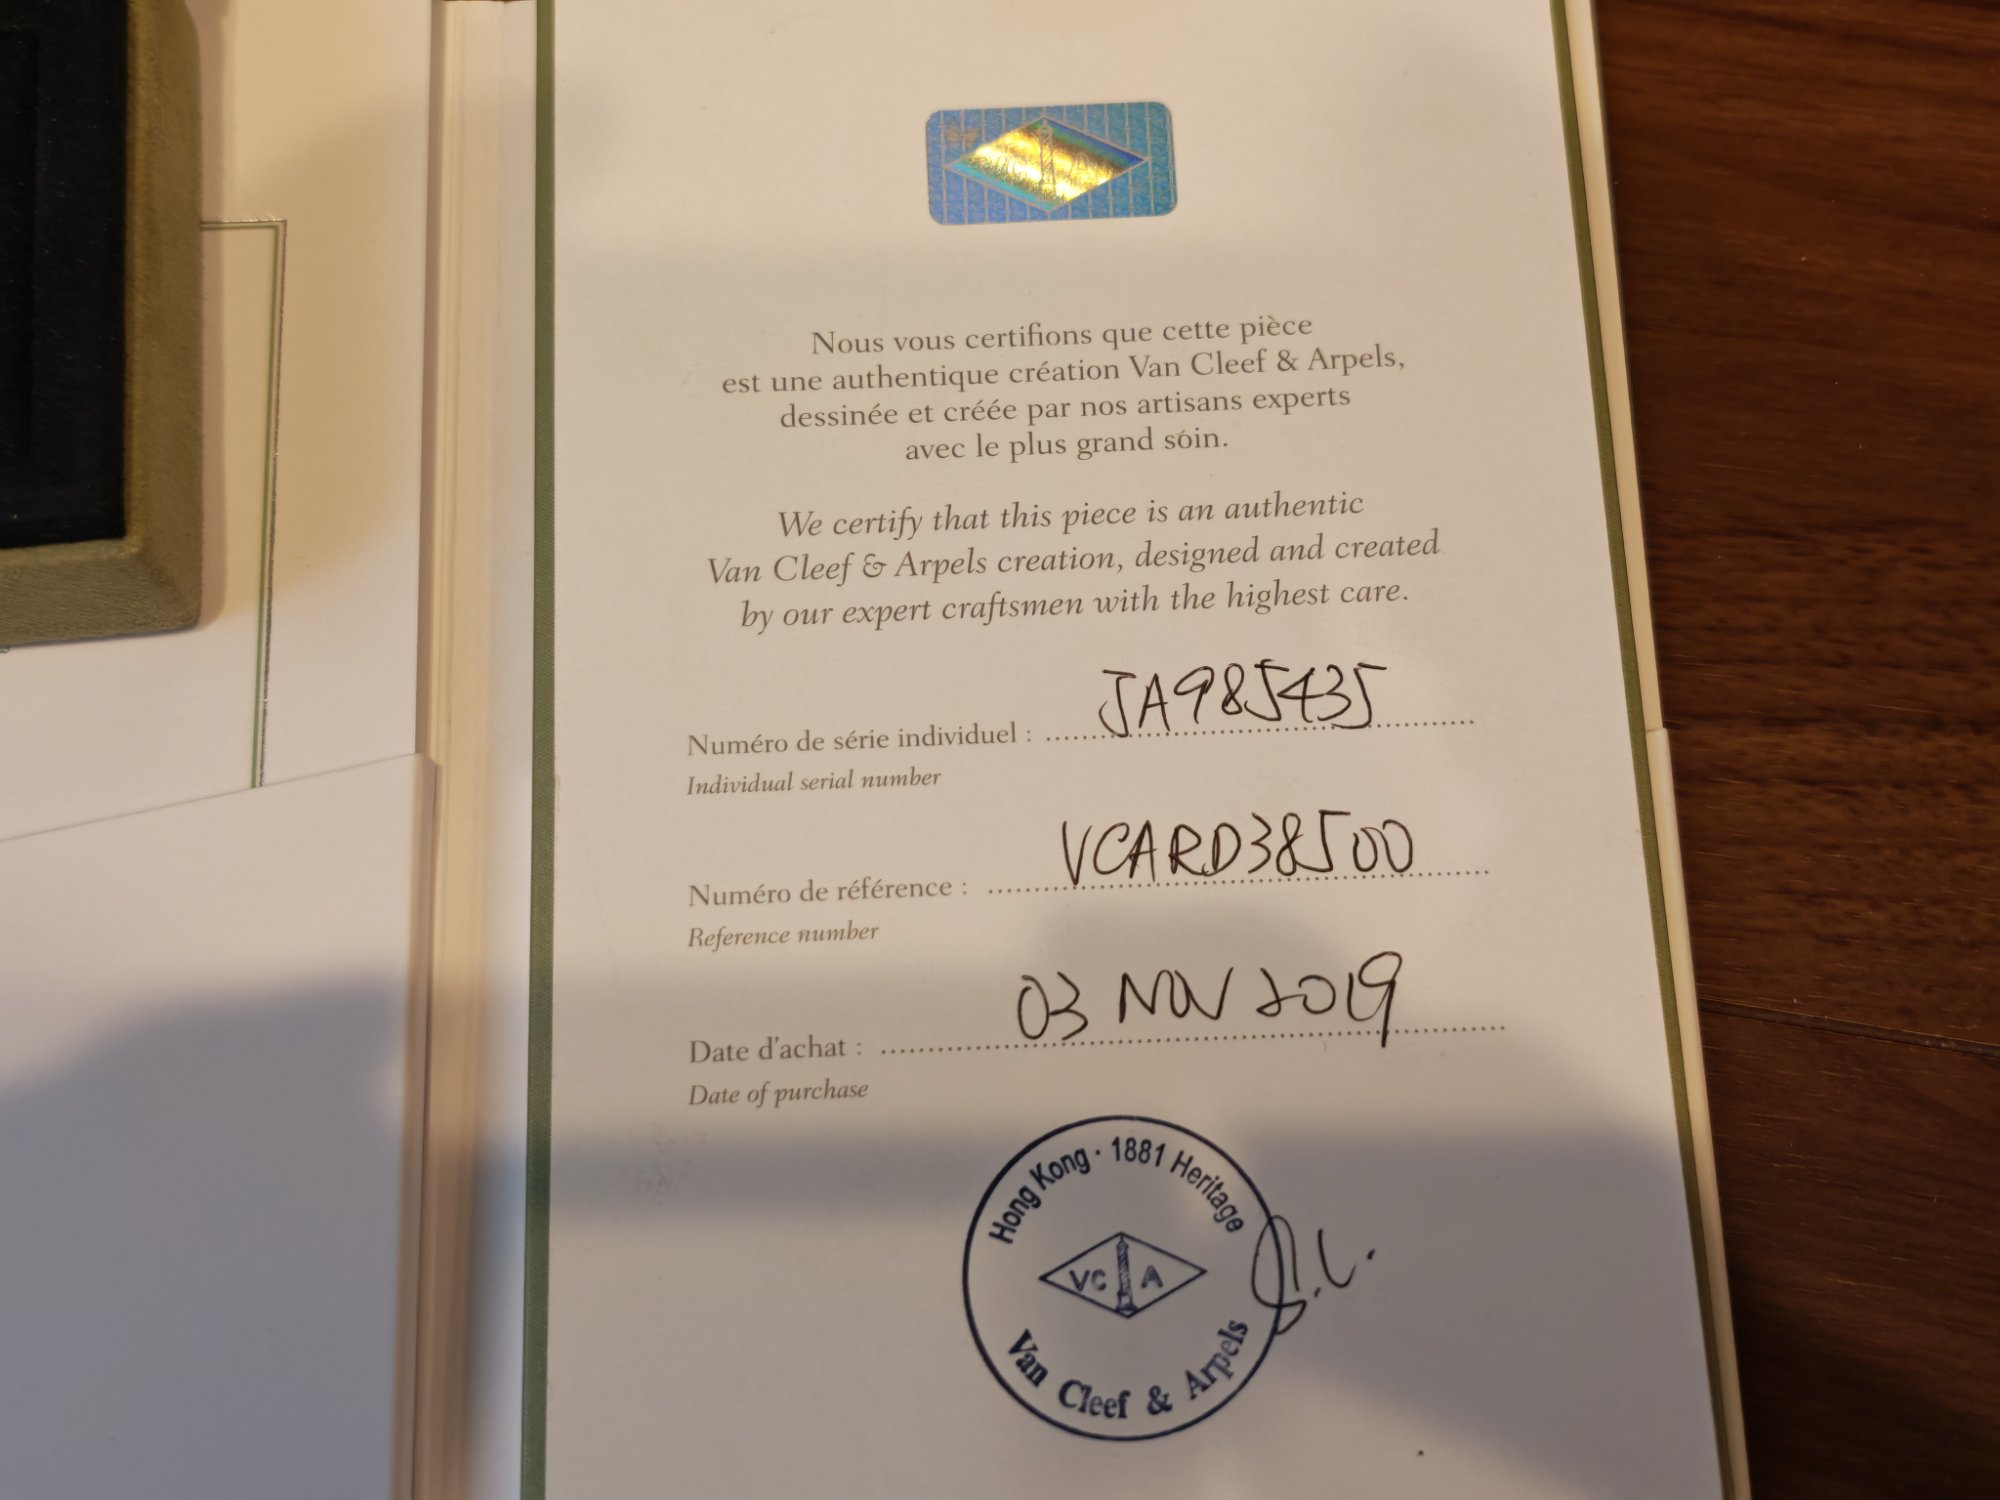 Nous vous certifions que cette pièce
est une authentique création Van Cleef & Arpels,
dessinée et créée par nos artisans experts
avec le plus grand soin.
We certify that this piece is an authentic
Van Cleef & Arpels creation, designed and created
by our expert craftsmen with the highest care.
Numéro de série individuel : JA985435
Individual serial number
Numéro de référence : VCARD38500
Reference number
Date d'achat : 03 NOV 2019
Date of purchase
Hong Kong · 1881 Heritage
VC A
Van Cleef & Arpels